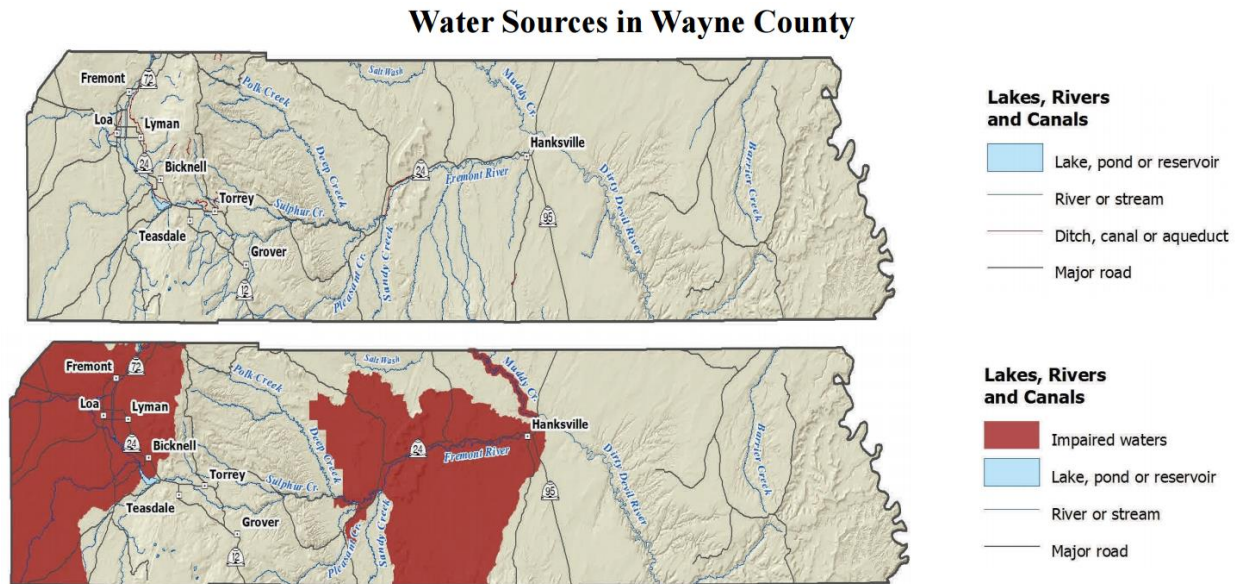 Water Sources in Wayne County
Fremont
72
Loa
Lyman
24
Bicknell
Torrey
Teasdale
Grover
12
Polk Creek
Deep Creek
Sulphur Cr.
Pleasant Cr.
Sandy Creek
Salt Wash
24
Fremont River
Muddy Cr.
Hanksville
95
Dirty Devil River
Barrier Creek
Lakes, Rivers
and Canals
Lake, pond or reservoir
River or stream
Ditch, canal or aqueduct
Major road
Fremont
72
Loa
Lyman
24
Bicknell
Torrey
Teasdale
Grover
12
Polk Creek
Deep Creek
Sulphur Cr.
Pleasant Cr.
Sandy Creek
Salt Wash
24
Fremont River
Muddy Cr.
Hanksville
95
Dirty Devil River
Barrier Creek
Lakes, Rivers
and Canals
Impaired waters
Lake, pond or reservoir
River or stream
Major road